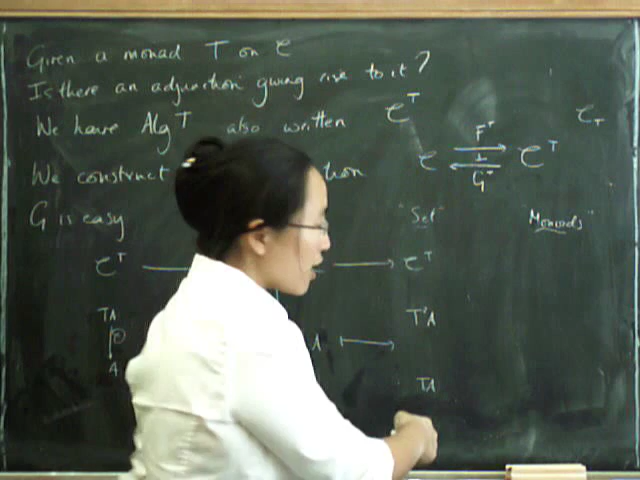 Given a monad T on C
Is there an adjunction giving rise to it?
We have Alg T also written C^T
C_T
F^T
C ⊥ C^T
G^T
We construct
G is easy
"Set" "Monoids"
C^T C^T
TA T²A
θ A
A TA